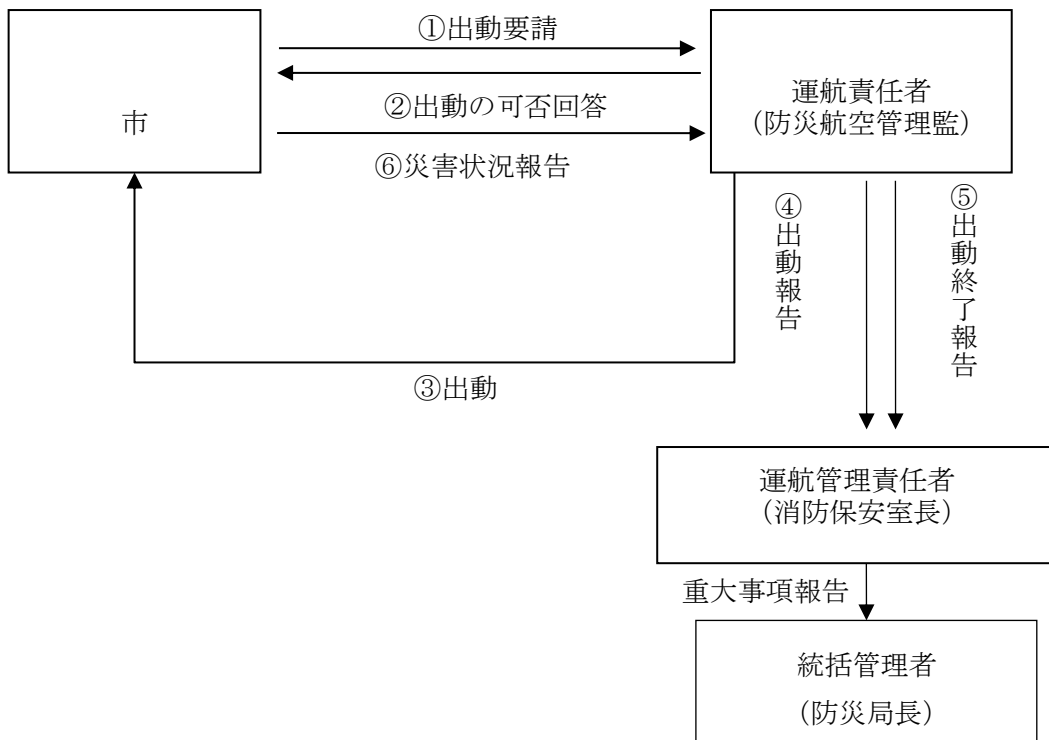 ①出動要請
市
②出動の可否回答
運航責任者
（防災航空管理監）
⑥災害状況報告
④出動報告
⑤出動終了報告
③出動
運航管理責任者
（消防保安室長）
重大事項報告
統括管理者
（防災局長）